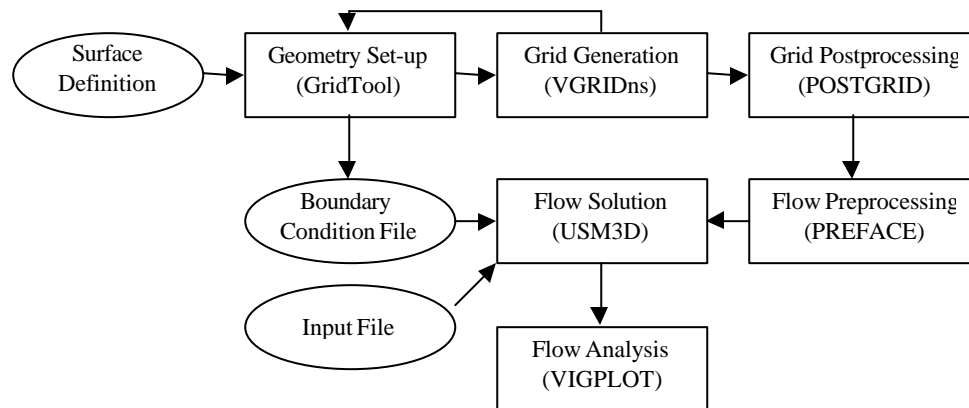 Surface
Definition
Geometry Set-up
(GridTool)
Grid Generation
(VGRIDns)
Grid Postprocessing
(POSTGRID)
Boundary
Condition File
Flow Solution
(USM3D)
Flow Preprocessing
(PREFACE)
Input File
Flow Analysis
(VIGPLOT)